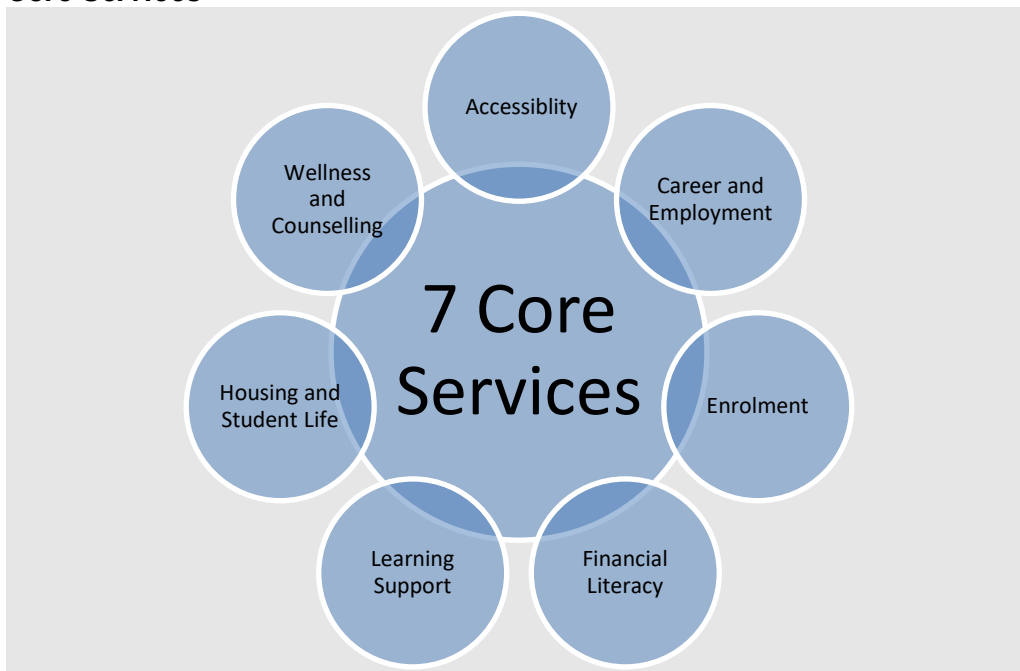 Accessiblity
Career and
Employment
Enrolment
Financial
Literacy
Learning
Support
Housing and
Student Life
Wellness
and
Counselling
7 Core
Services